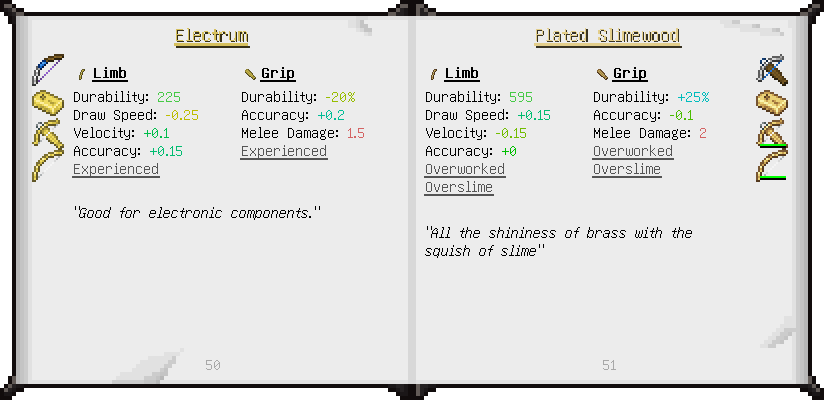 Electrum
Limb
Durability: 225
Draw Speed: -0.25
Velocity: +0.1
Accuracy: +0.15
Experienced
Grip
Durability: -20%
Accuracy: +0.2
Melee Damage: 1.5
Experienced
"Good for electronic components."
50
Plated Slimewood
Limb
Durability: 595
Draw Speed: +0.15
Velocity: -0.15
Accuracy: +0
Overworked
Overslime
Grip
Durability: +25%
Accuracy: -0.1
Melee Damage: 2
Overworked
Overslime
"All the shininess of brass with the
squish of slime"
51